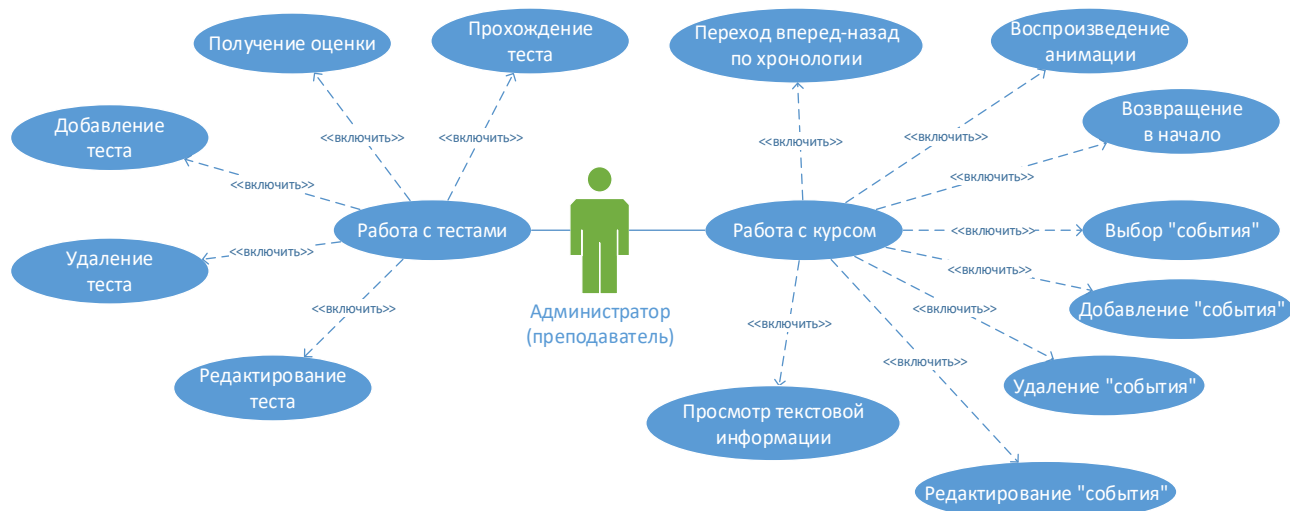 Получение оценки
Прохождение
теста
Переход вперед-назад
по хронологии
Воспроизведение
анимации
Добавление
теста
Возвращение
в начало
<<включить>>
<<включить>>
<<включить>>
<<включить>>
<<включить>>
<<включить>>
Работа с тестами
Работа с курсом
<<включить>>
Выбор "события"
Удаление
теста
<<включить>>
<<включить>>
Добавление "события"
<<включить>>
<<включить>>
Администратор
(преподаватель)
<<включить>>
<<включить>>
Редактирование
теста
Удаление "события"
Просмотр текстовой
информации
Редактирование "события"